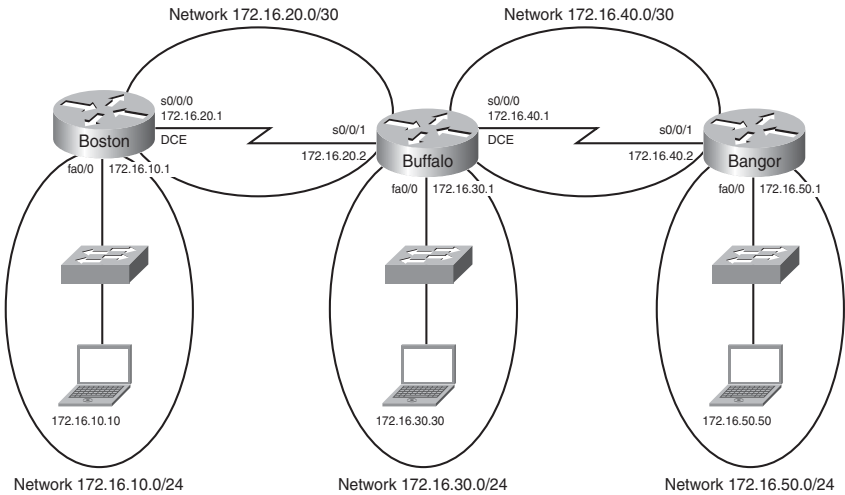 Network 172.16.20.0/30
Network 172.16.40.0/30
s0/0/0
172.16.20.1
DCE
s0/0/1
172.16.20.2
s0/0/0
172.16.40.1
DCE
s0/0/1
172.16.40.2
Boston
Buffalo
Bangor
fa0/0
172.16.10.1
fa0/0
172.16.30.1
fa0/0
172.16.50.1
172.16.10.10
172.16.30.30
172.16.50.50
Network 172.16.10.0/24
Network 172.16.30.0/24
Network 172.16.50.0/24